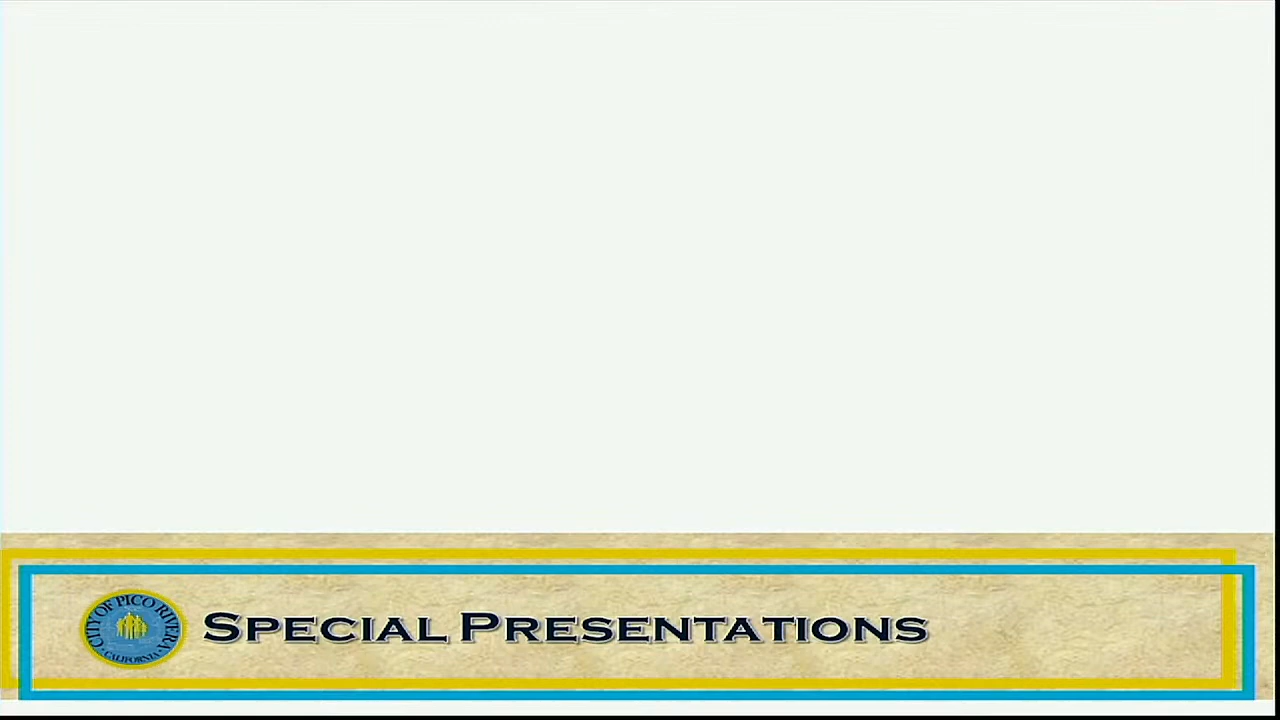 CITY OF PICO RIVERA
• CALIFORNIA •
SPECIAL PRESENTATIONS